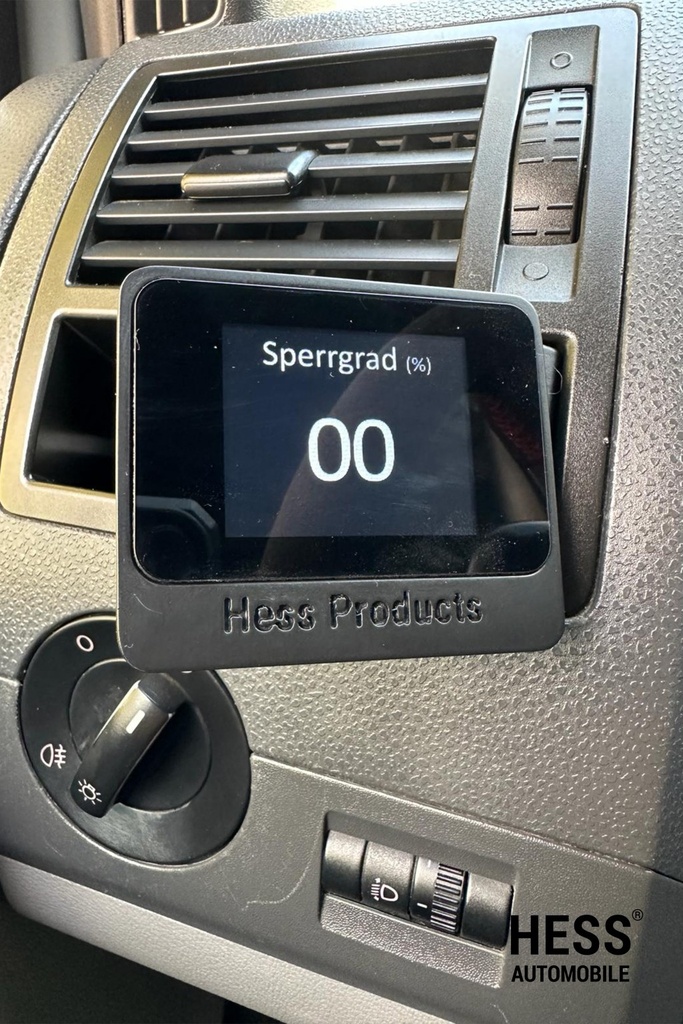 Sperrgrad (%)
00
Hess Products
HESS®
AUTOMOBILE